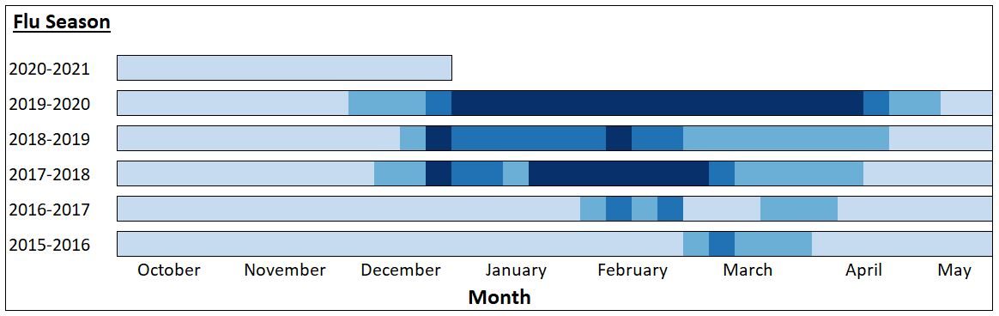 Flu Season
2020-2021
2019-2020
2018-2019
2017-2018
2016-2017
2015-2016
October November December January February March April May
Month